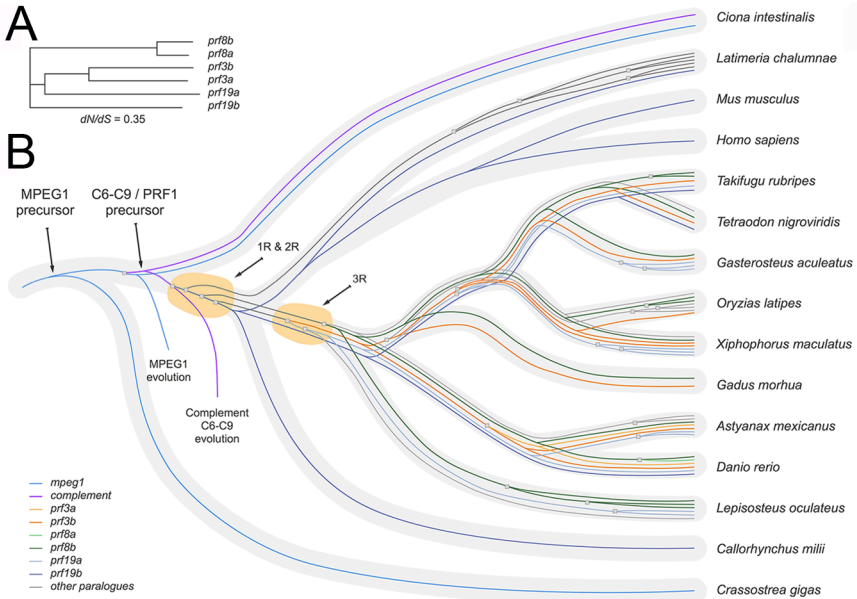 A
prf8b
prf8a
prf3b
prf3a
prf19a
prf19b
dN/dS = 0.35
B
MPEG1
precursor
C6-C9 / PRF1
precursor
1R & 2R
3R
MPEG1
evolution
Complement
C6-C9
evolution
Ciona intestinalis
Latimeria chalumnae
Mus musculus
Homo sapiens
Takifugu rubripes
Tetraodon nigroviridis
Gasterosteus aculeatus
Oryzias latipes
Xiphophorus maculatus
Gadus morhua
Astyanax mexicanus
Danio rerio
Lepisosteus oculateus
Callorhynchus milii
Crassostrea gigas
mpeg1
complement
prf3a
prf3b
prf8a
prf8b
prf19a
prf19b
other paralogues